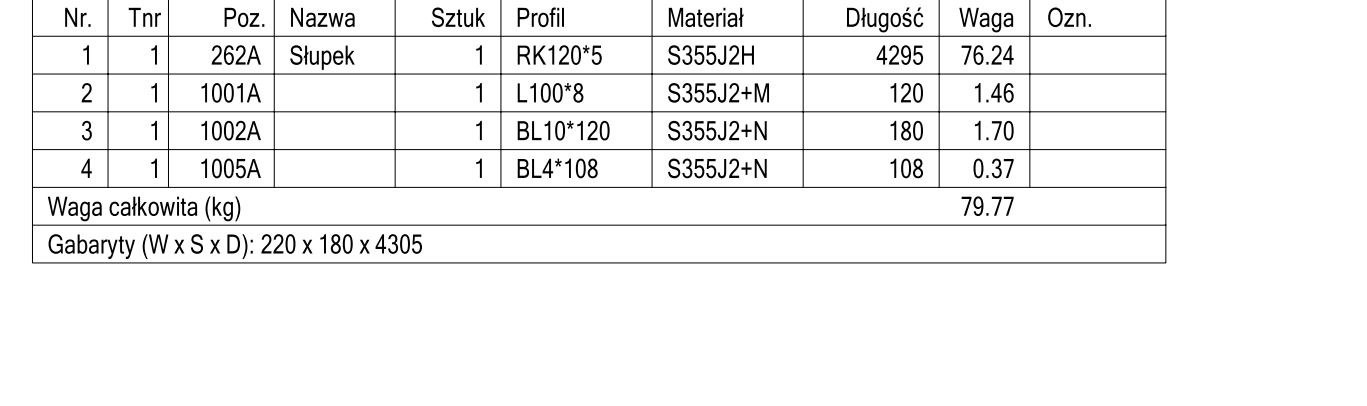 Nr. Tnr Poz. Nazwa Sztuk Profil Materiał Długość Waga Ozn.
1 1 262A Słupek 1 RK120*5 S355J2H 4295 76.24
2 1 1001A 1 L100*8 S355J2+M 120 1.46
3 1 1002A 1 BL10*120 S355J2+N 180 1.70
4 1 1005A 1 BL4*108 S355J2+N 108 0.37
Waga całkowita (kg) 79.77
Gabaryty (W x S x D): 220 x 180 x 4305